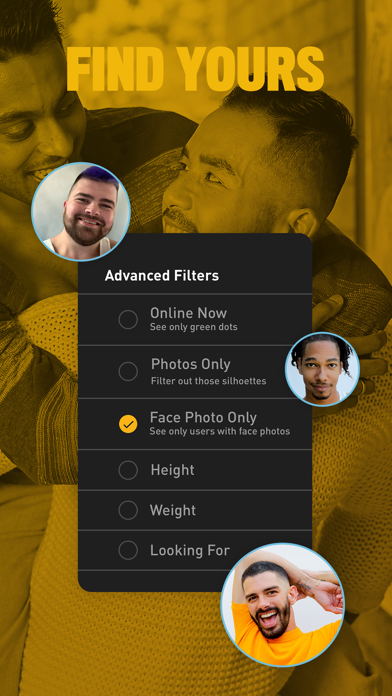 FIND YOURS
Advanced Filters
Online Now
See only green dots
Photos Only
Filter out those silhoettes
Face Photo Only
See only users with face photos
Height
Weight
Looking For